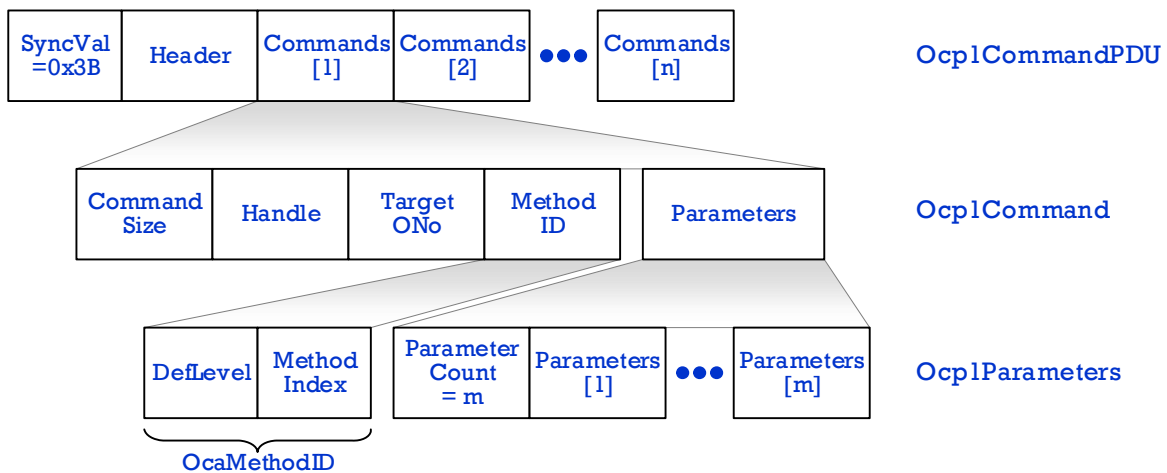 SyncVal
=0x3B
Header
Commands
[1]
Commands
[2]
Commands
[n]
Ocp1CommandPDU
Command
Size
Handle
Target
ONo
Method
ID
Parameters
Ocp1Command
DefLevel
Method
Index
Parameter
Count
= m
Parameters
[1]
Parameters
[m]
Ocp1Parameters
OcaMethodID